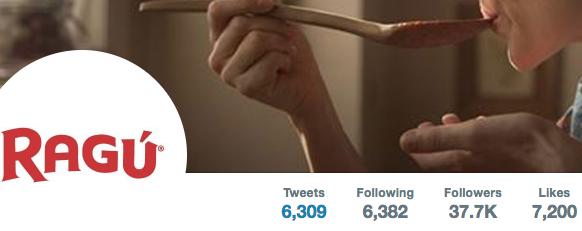 RAGÚ®
Tweets Following Followers Likes
6,309 6,382 37.7K 7,200